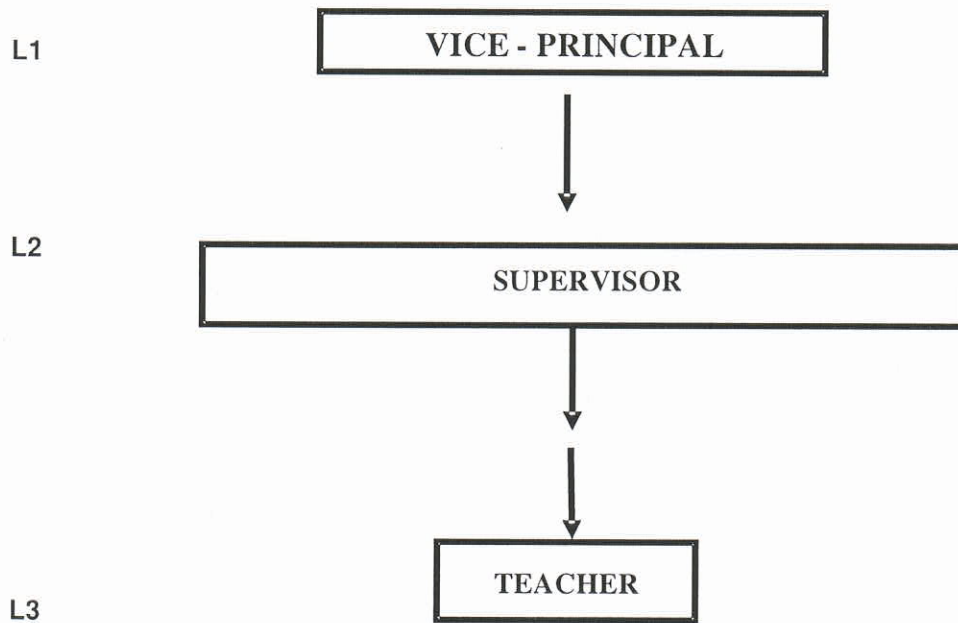 L1
VICE - PRINCIPAL
L2
SUPERVISOR
TEACHER
L3